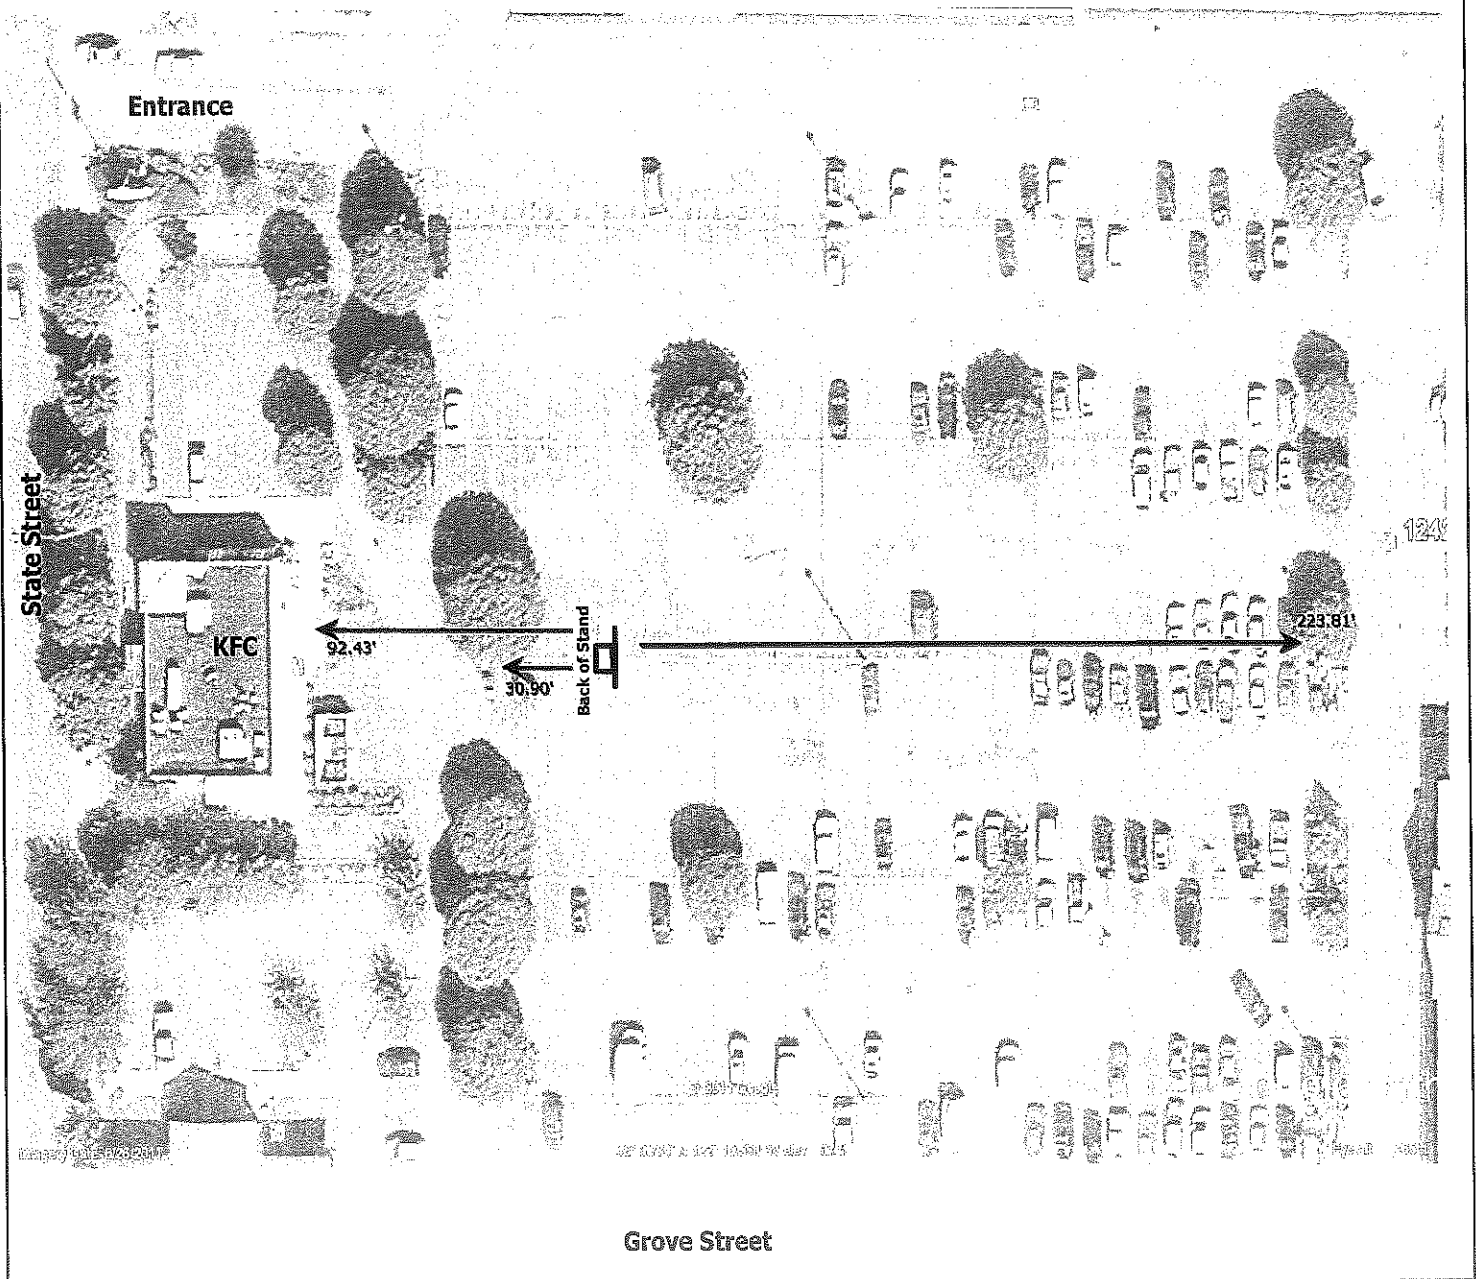 Entrance
State Street
KFC
92.43'
30.90'
Back of Stand
223.81'
Grove Street